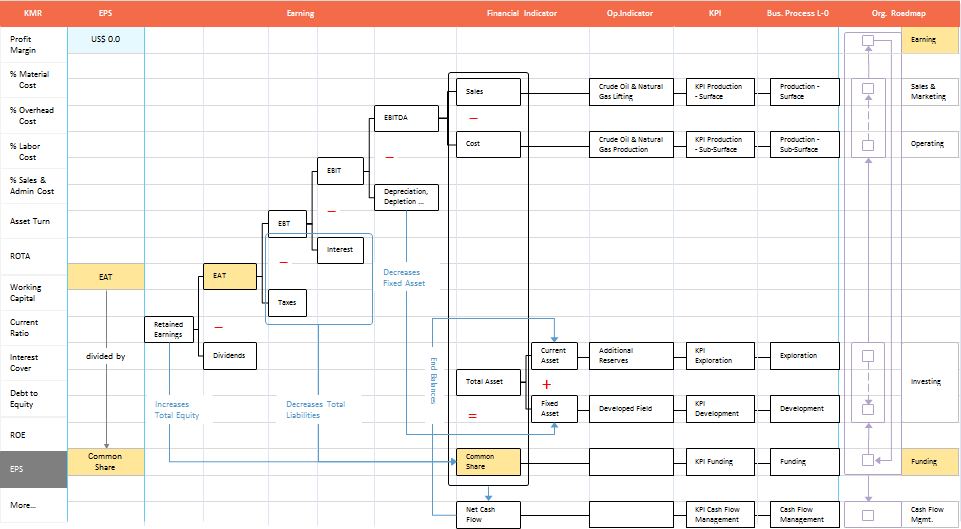 KMR EPS Earning Financial Indicator Op.Indicator KPI Bus. Process L-0 Org. Roadmap
Profit
Margin
US$ 0.0
Earning
% Material
Cost
Sales
Crude Oil & Natural
Gas Lifting
KPI Production
- Surface
Production -
Surface
Sales &
Marketing
% Overhead
Cost
EBITDA
–
% Labor
Cost
Cost
Crude Oil & Natural
Gas Production
KPI Production
- Sub-Surface
Production -
Sub-Surface
Operating
–
EBIT
% Sales &
Admin Cost
Depreciation,
Depletion ...
–
Asset Turn
EBT
Interest
ROTA
–
EAT
EAT
Decreases
Fixed Asset
Working
Capital
Taxes
Current
Ratio
Retained
Earnings
–
Interest
Cover
divided by
Dividends
End Balances
Current
Asset
Additional
Reserves
KPI
Exploration
Exploration
Total Asset
+
Investing
Debt to
Equity
Increases
Total Equity
Decreases Total
Liabilities
=
Fixed
Asset
Developed Field
KPI
Development
Development
ROE
EPS
Common
Share
Common
Share
KPI Funding
Funding
Funding
More...
Net Cash
Flow
KPI Cash Flow
Management
Cash Flow
Management
Cash Flow
Mgmt.